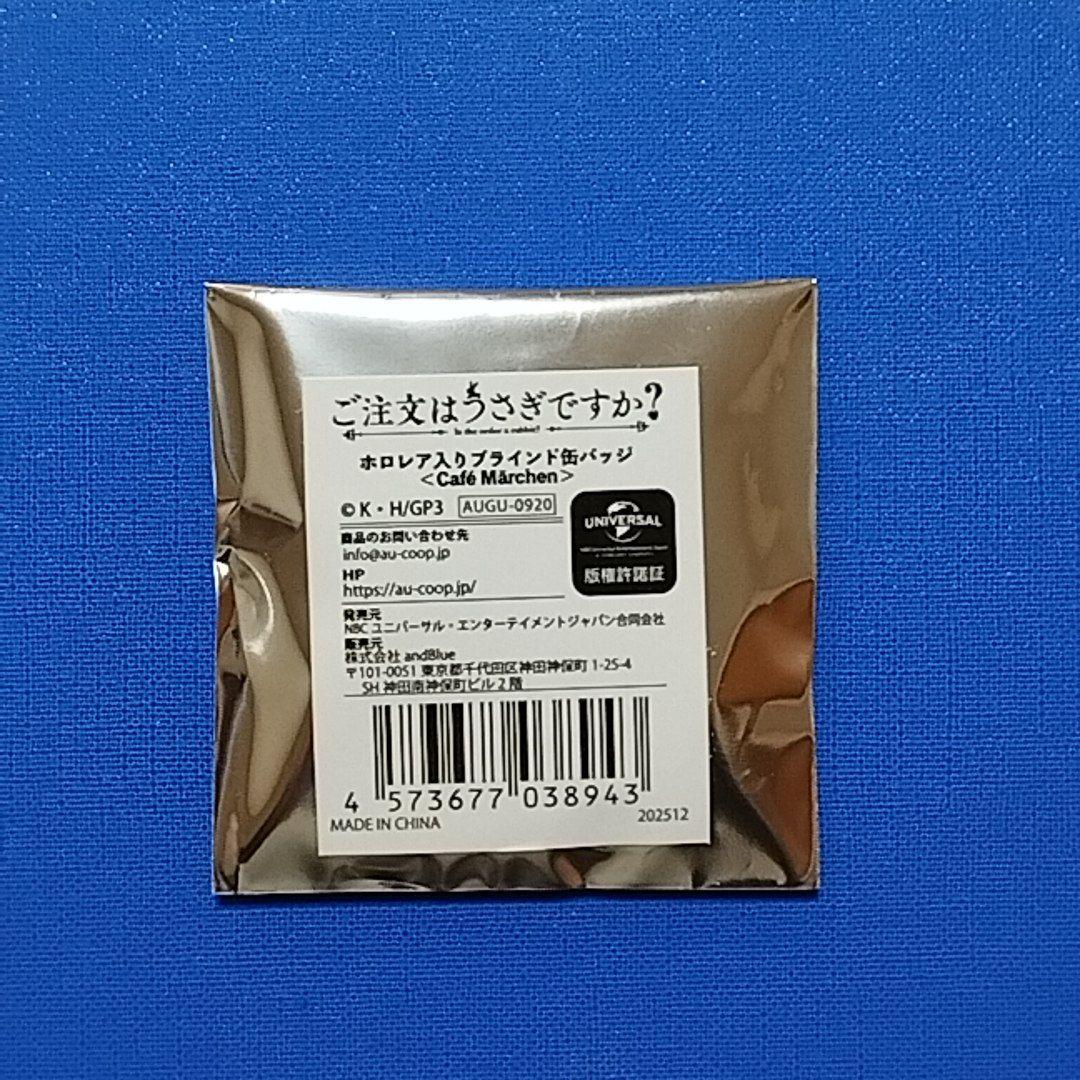 ご注文はうさぎですか?
Is the order a rabbit?
ホロレア入りブラインド缶バッジ
<Café Märchen>
©K・H/GP3 AUGU-0920
商品のお問い合わせ先
info@au-coop.jp
HP
https://au-coop.jp/
UNIVERSAL
版権許諾証
発売元
NBC ユニバーサル・エンターテイメントジャパン合同会社
販売元
株式会社 andBlue
〒101-0051 東京都千代田区神田神保町 1-25-4
SH 神田南神保町ビル 2 階
4 573677 038943
MADE IN CHINA 202512